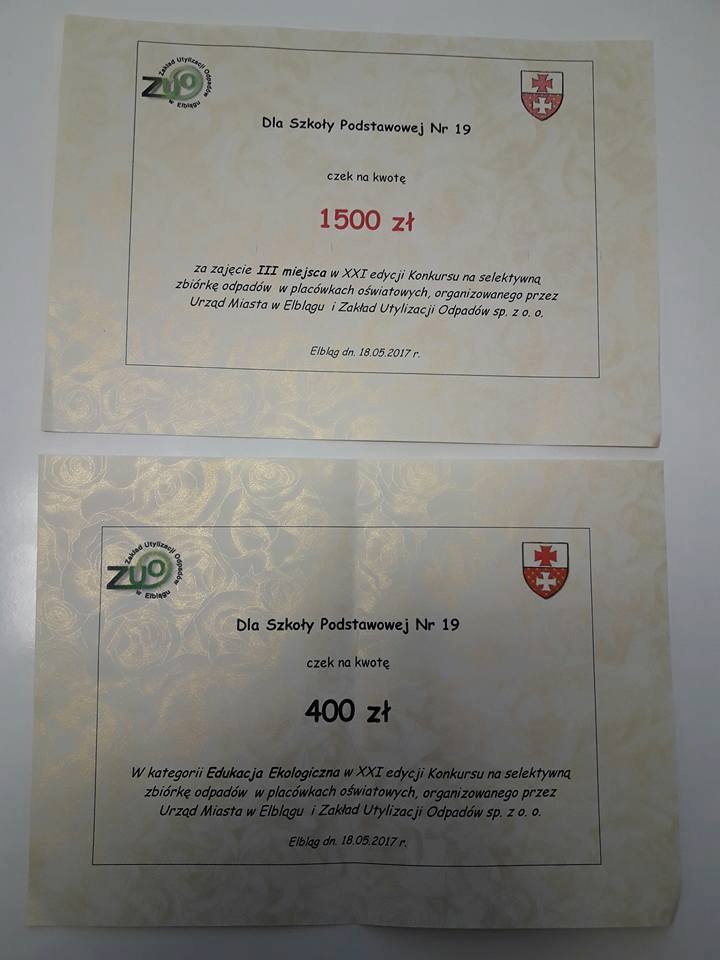 Zakład Utylizacji Odpadów
ZUO
w Elblągu
Dla Szkoły Podstawowej Nr 19
czek na kwotę
1500 zł
za zajęcie III miejsca w XXI edycji Konkursu na selektywną
zbiórkę odpadów w placówkach oświatowych, organizowanego przez
Urząd Miasta w Elblągu i Zakład Utylizacji Odpadów sp. z o. o.
Elbląg dn. 18.05.2017 r.
Zakład Utylizacji Odpadów
ZUO
w Elblągu
Dla Szkoły Podstawowej Nr 19
czek na kwotę
400 zł
W kategorii Edukacja Ekologiczna w XXI edycji Konkursu na selektywną
zbiórkę odpadów w placówkach oświatowych, organizowanego przez
Urząd Miasta w Elblągu i Zakład Utylizacji Odpadów sp. z o. o.
Elbląg dn. 18.05.2017 r.